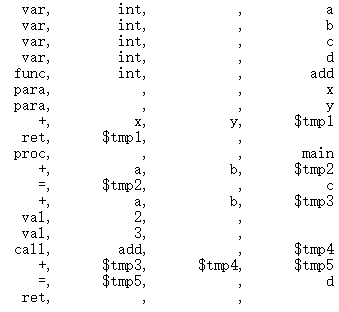 var, int, , a
var, int, , b
var, int, , c
var, int, , d
func, int, , add
para, , , x
para, , , y
+, x, y, $tmp1
ret, $tmp1, ,
proc, , , main
+, a, b, $tmp2
=, $tmp2, , c
+, a, b, $tmp3
val, 2, ,
val, 3, ,
call, add, , $tmp4
+, $tmp3, $tmp4, $tmp5
=, $tmp5, , d
ret, , ,